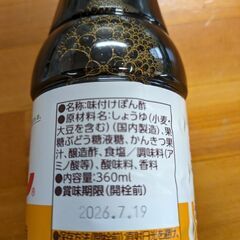 ●名称:味付けぽん酢
●原材料名:しょうゆ(小麦・
大豆を含む)(国内製造)、果
糖ぶどう糖液糖、かんきつ果
汁、醸造酢、食塩/調味料(ア
ミノ酸等)、酸味料、香料
●内容量:360ml
●賞味期限(開栓前)
2026.7.19